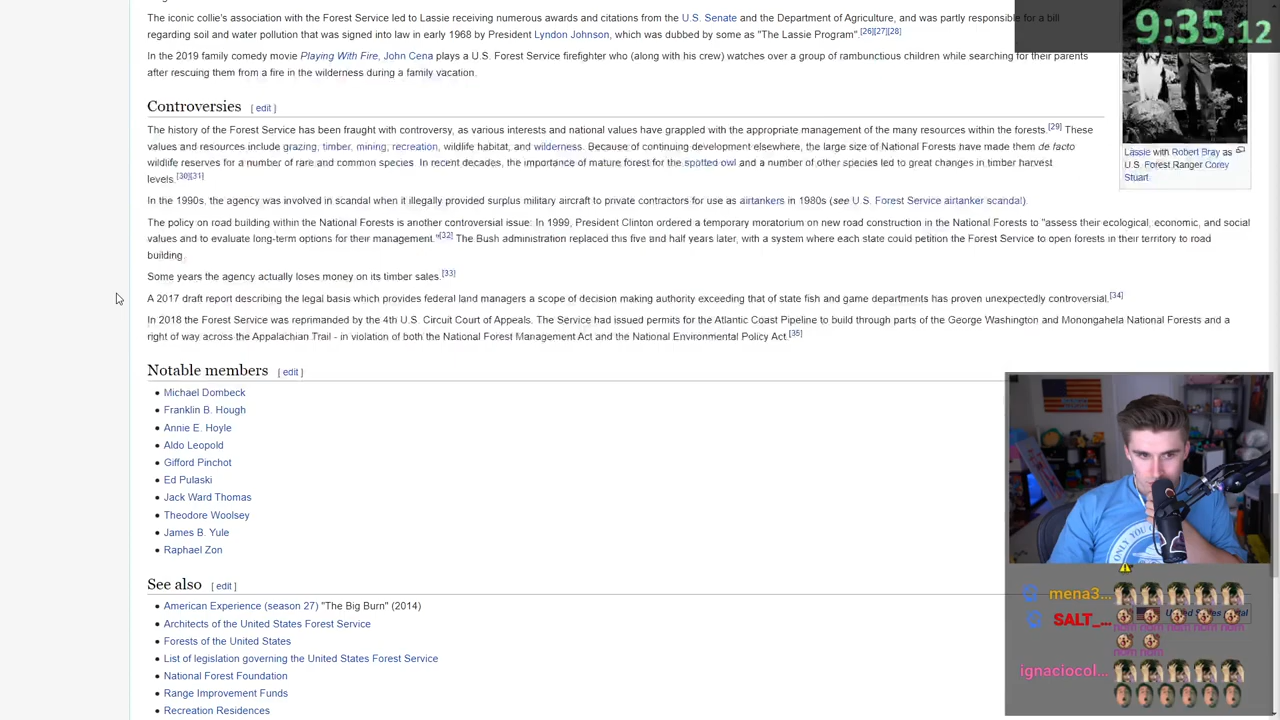 The iconic collie's association with the Forest Service led to Lassie receiving numerous awards and citations from the U.S. Senate and the Department of Agriculture, and was partly responsible for a bill
regarding soil and water pollution that was signed into law in early 1968 by President Lyndon Johnson, which was dubbed by some as "The Lassie Program".[26][27][28]
In the 2019 family comedy movie Playing With Fire, John Cena plays a U.S. Forest Service firefighter who (along with his crew) watches over a group of rambunctious children while searching for their parents
after rescuing them from a fire in the wilderness during a family vacation.
9:35.12
Lassie with Robert Bray as
U.S. Forest Ranger Corey
Stuart.
Controversies [ edit ]
The history of the Forest Service has been fraught with controversy, as various interests and national values have grappled with the appropriate management of the many resources within the forests.[29] These
values and resources include grazing, timber, mining, recreation, wildlife habitat, and wilderness. Because of continuing development elsewhere, the large size of National Forests have made them de facto
wildlife reserves for a number of rare and common species. In recent decades, the importance of mature forest for the spotted owl and a number of other species led to great changes in timber harvest
levels.[30][31]
In the 1990s, the agency was involved in scandal when it illegally provided surplus military aircraft to private contractors for use as airtankers in 1980s (see U.S. Forest Service airtanker scandal).
The policy on road building within the National Forests is another controversial issue: In 1999, President Clinton ordered a temporary moratorium on new road construction in the National Forests to "assess their ecological, economic, and social
values and to evaluate long-term options for their management."[32] The Bush administration replaced this five and half years later, with a system where each state could petition the Forest Service to open forests in their territory to road
building.
Some years the agency actually loses money on its timber sales.[33]
A 2017 draft report describing the legal basis which provides federal land managers a scope of decision making authority exceeding that of state fish and game departments has proven unexpectedly controversial.[34]
In 2018 the Forest Service was reprimanded by the 4th U.S. Circuit Court of Appeals. The Service had issued permits for the Atlantic Coast Pipeline to build through parts of the George Washington and Monongahela National Forests and a
right of way across the Appalachian Trail - in violation of both the National Forest Management Act and the National Environmental Policy Act.[35]
Notable members [ edit ]
• Michael Dombeck
• Franklin B. Hough
• Annie E. Hoyle
• Aldo Leopold
• Gifford Pinchot
• Ed Pulaski
• Jack Ward Thomas
• Theodore Woolsey
• James B. Yule
• Raphael Zon
See also [ edit ]
• American Experience (season 27) "The Big Burn" (2014)
• Architects of the United States Forest Service
• Forests of the United States
• List of legislation governing the United States Forest Service
• National Forest Foundation
• Range Improvement Funds
• Recreation Residences
ONLY YOU
mena3...
SALT_...
nom nom nom nom nom
nom nom
ignaciocol...